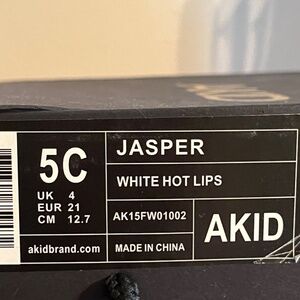 5C
UK 4
EUR 21
CM 12.7
akidbrand.com
JASPER
WHITE HOT LIPS
AK15FW01002
MADE IN CHINA
AKID